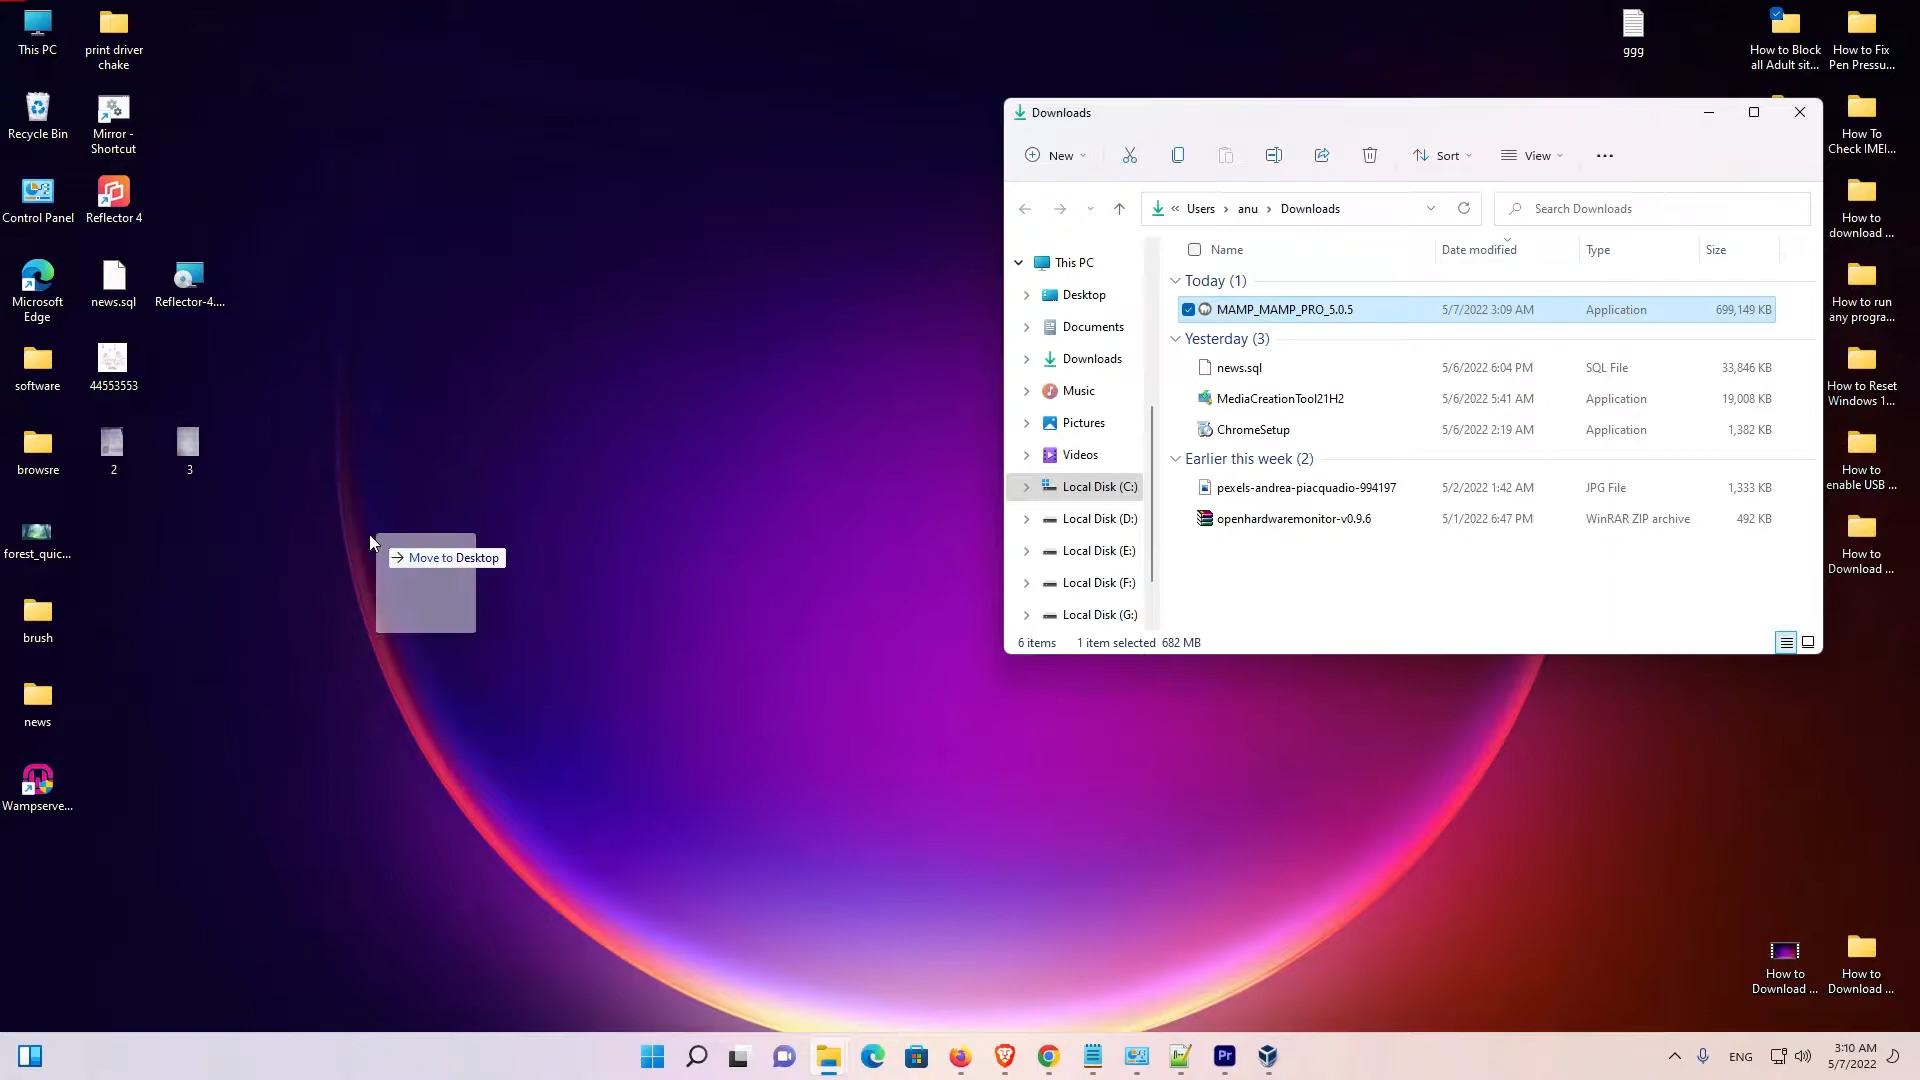 This PC
print driver
chake
Recycle Bin
Mirror -
Shortcut
Control Panel
Reflector 4
Microsoft
Edge
news.sql
Reflector-4....
software
44553553
browsre
2
3
forest_quic...
brush
news
Wampserve...
Move to Desktop
ggg
How to Block
all Adult sit...
How to Fix
Pen Pressu...
How To
Check IMEI...
How to
download ...
How to run
any progra...
How to Reset
Windows 1...
How to
enable USB ...
How to
Download ...
How to
Download ...
How to
Download ...
Downloads
New
Sort
View
« Users > anu > Downloads
Search Downloads
This PC
Desktop
Documents
Downloads
Music
Pictures
Videos
Local Disk (C:)
Local Disk (D:)
Local Disk (E:)
Local Disk (F:)
Local Disk (G:)
Name Date modified Type Size
Today (1)
MAMP_MAMP_PRO_5.0.5 5/7/2022 3:09 AM Application 699,149 KB
Yesterday (3)
news.sql 5/6/2022 6:04 PM SQL File 33,846 KB
MediaCreationTool21H2 5/6/2022 5:41 AM Application 19,008 KB
ChromeSetup 5/6/2022 2:19 AM Application 1,382 KB
Earlier this week (2)
pexels-andrea-piacquadio-994197 5/2/2022 1:42 AM JPG File 1,333 KB
openhardwaremonitor-v0.9.6 5/1/2022 6:47 PM WinRAR ZIP archive 492 KB
6 items 1 item selected 682 MB
Pr
ENG
3:10 AM
5/7/2022